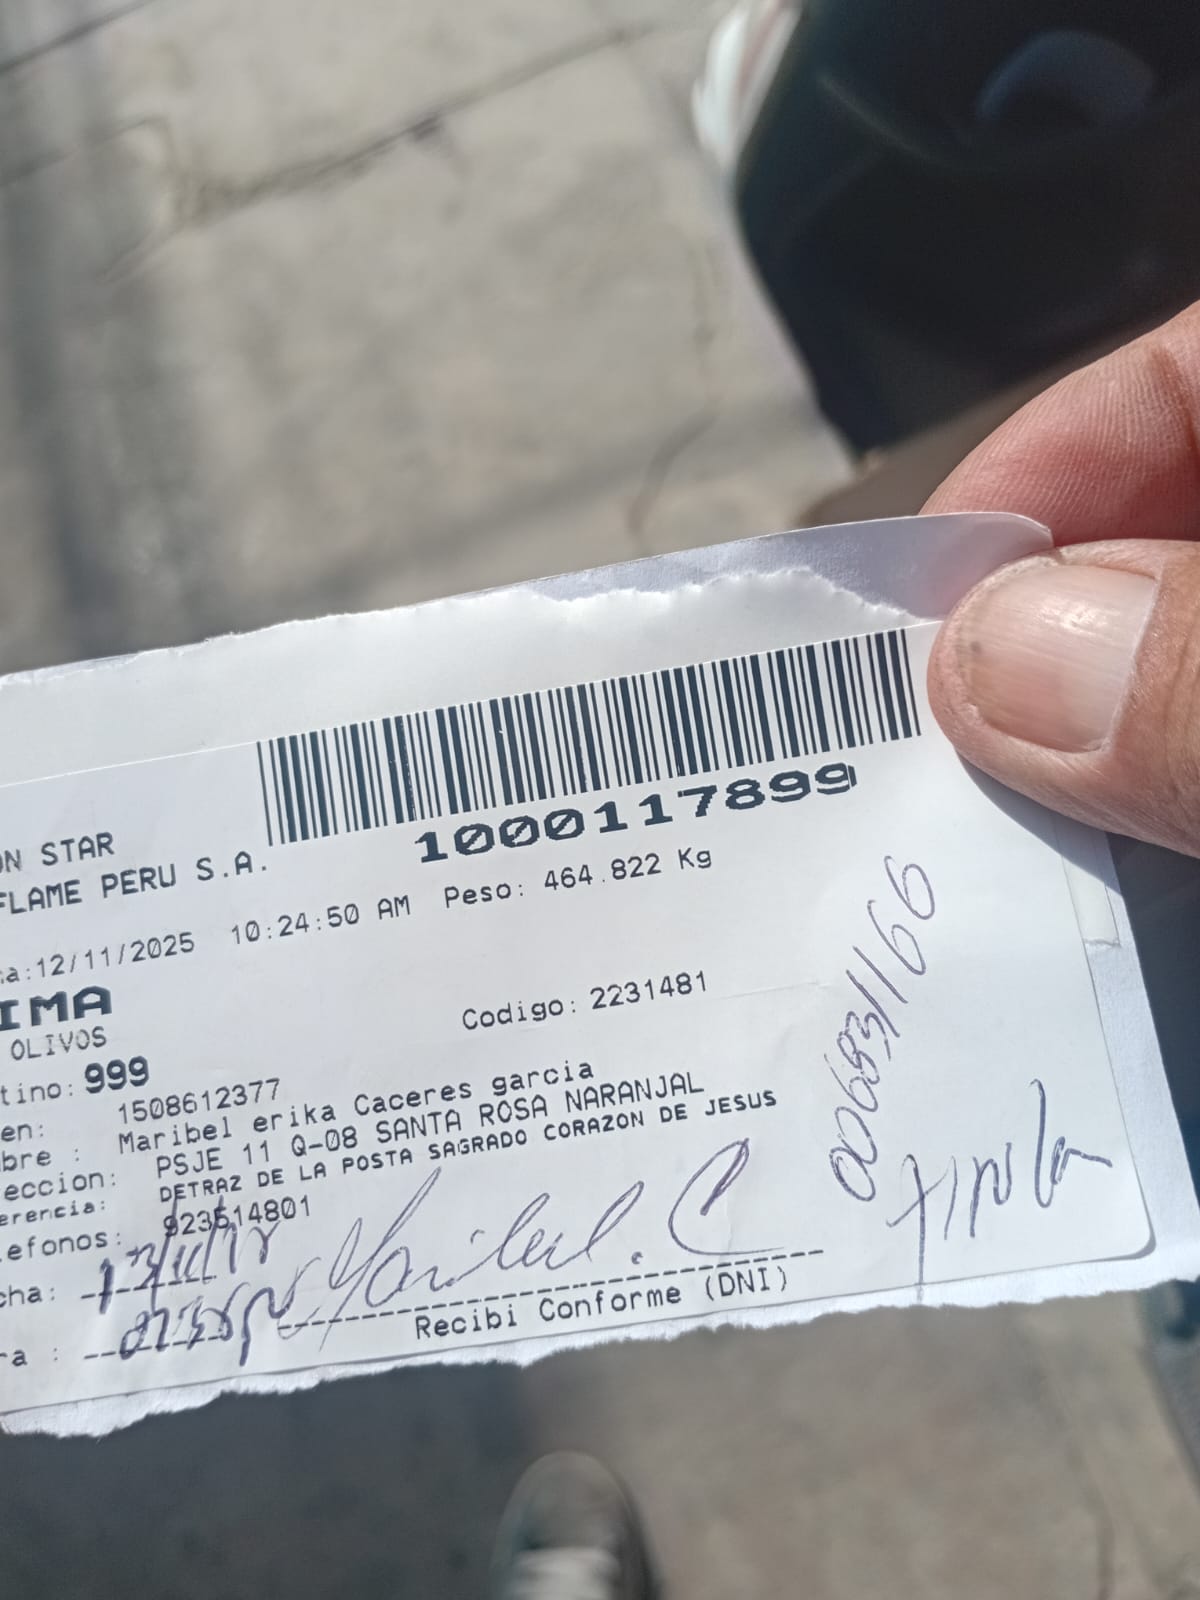 1000117899
ON STAR
FLAME PERU S.A.
a:12/11/2025 10:24:50 AM Peso: 464.822 Kg
IMA
Codigo: 2231481
OLIVOS
tino: 999
en: 1508612377
bre : Maribel erika Caceres garcia
eccion: PSJE 11 Q-08 SANTA ROSA NARANJAL
erencia: DETRAZ DE LA POSTA SAGRADO CORAZON DE JESUS
efonos: 923514801
cha:
Maribel. C
ra :
Recibi Conforme (DNI)
006831166